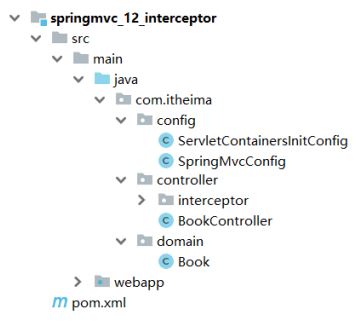 springmvc_12_interceptor
src
main
java
com.itheima
config
ServletContainersInitConfig
SpringMvcConfig
controller
interceptor
BookController
domain
Book
webapp
pom.xml